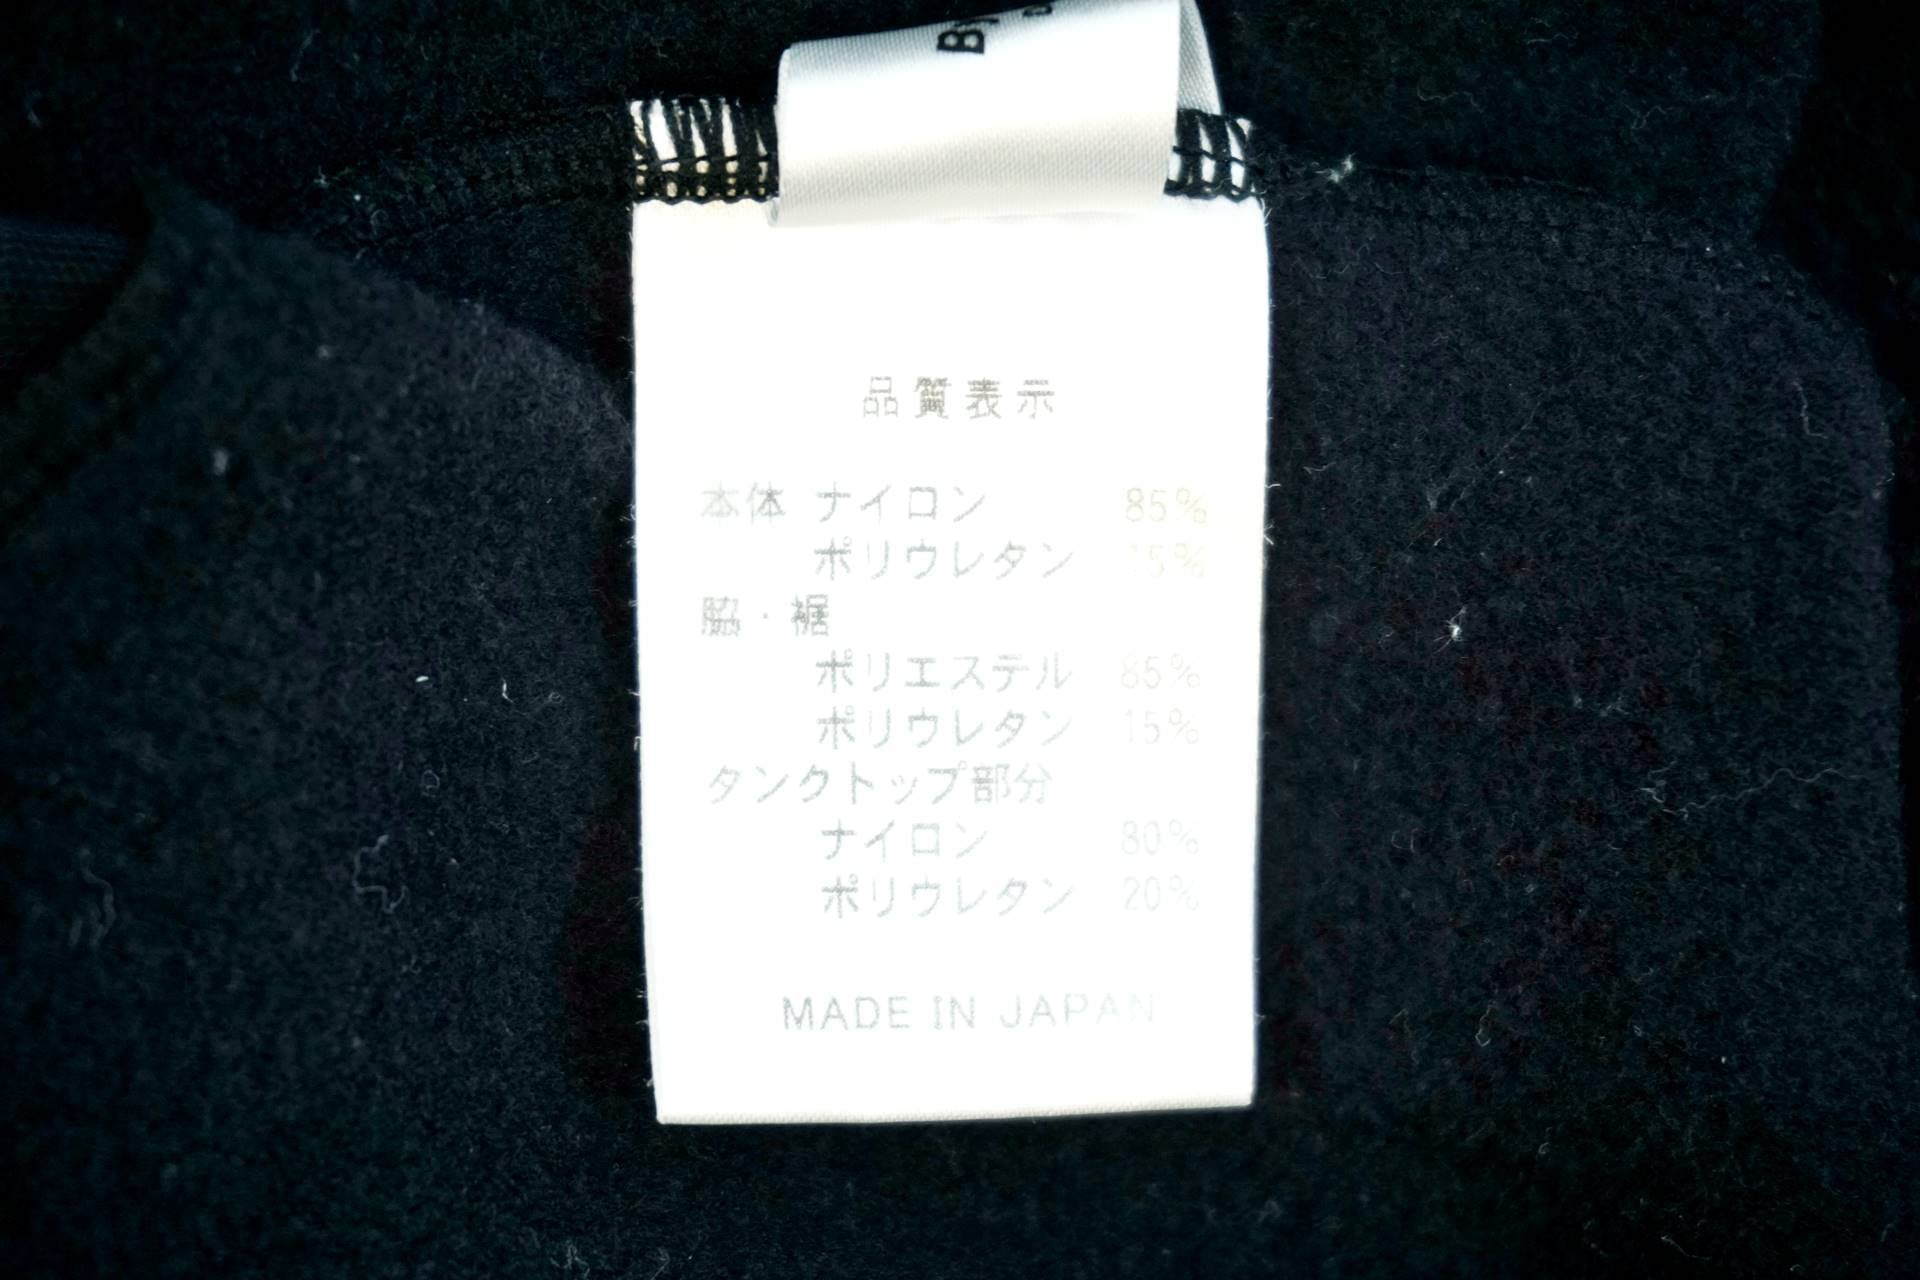 品質表示
本体 ナイロン 85%
ポリウレタン 15%
脇・裾
ポリエステル 85%
ポリウレタン 15%
タンクトップ部分
ナイロン 80%
ポリウレタン 20%
MADE IN JAPAN